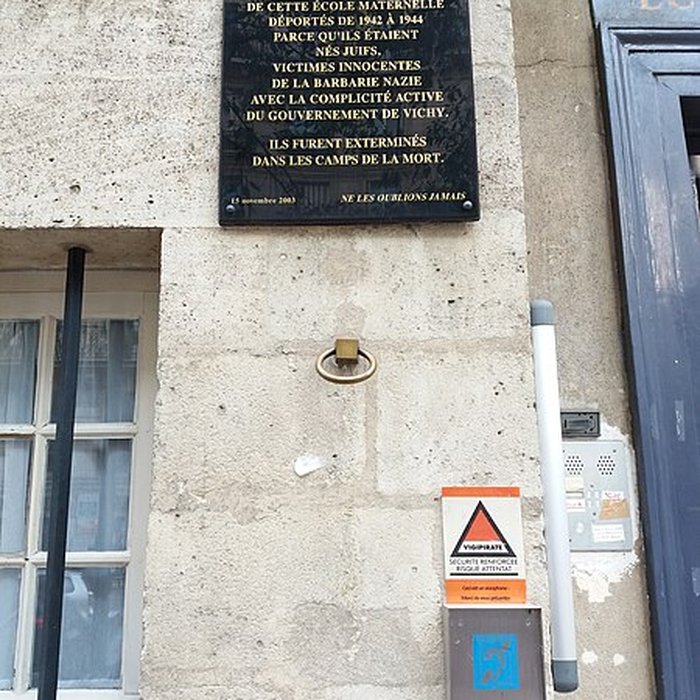 DE CETTE ÉCOLE MATERNELLE
DÉPORTÉS DE 1942 À 1944
PARCE QU'ILS ÉTAIENT
NÉS JUIFS,
VICTIMES INNOCENTES
DE LA BARBARIE NAZIE
AVEC LA COMPLICITÉ ACTIVE
DU GOUVERNEMENT DE VICHY.
ILS FURENT EXTERMINÉS
DANS LES CAMPS DE LA MORT.
15 novembre 2003 NE LES OUBLIONS JAMAIS
VIGIPIRATE
SÉCURITÉ RENFORCÉE
RISQUE ATTENTAT